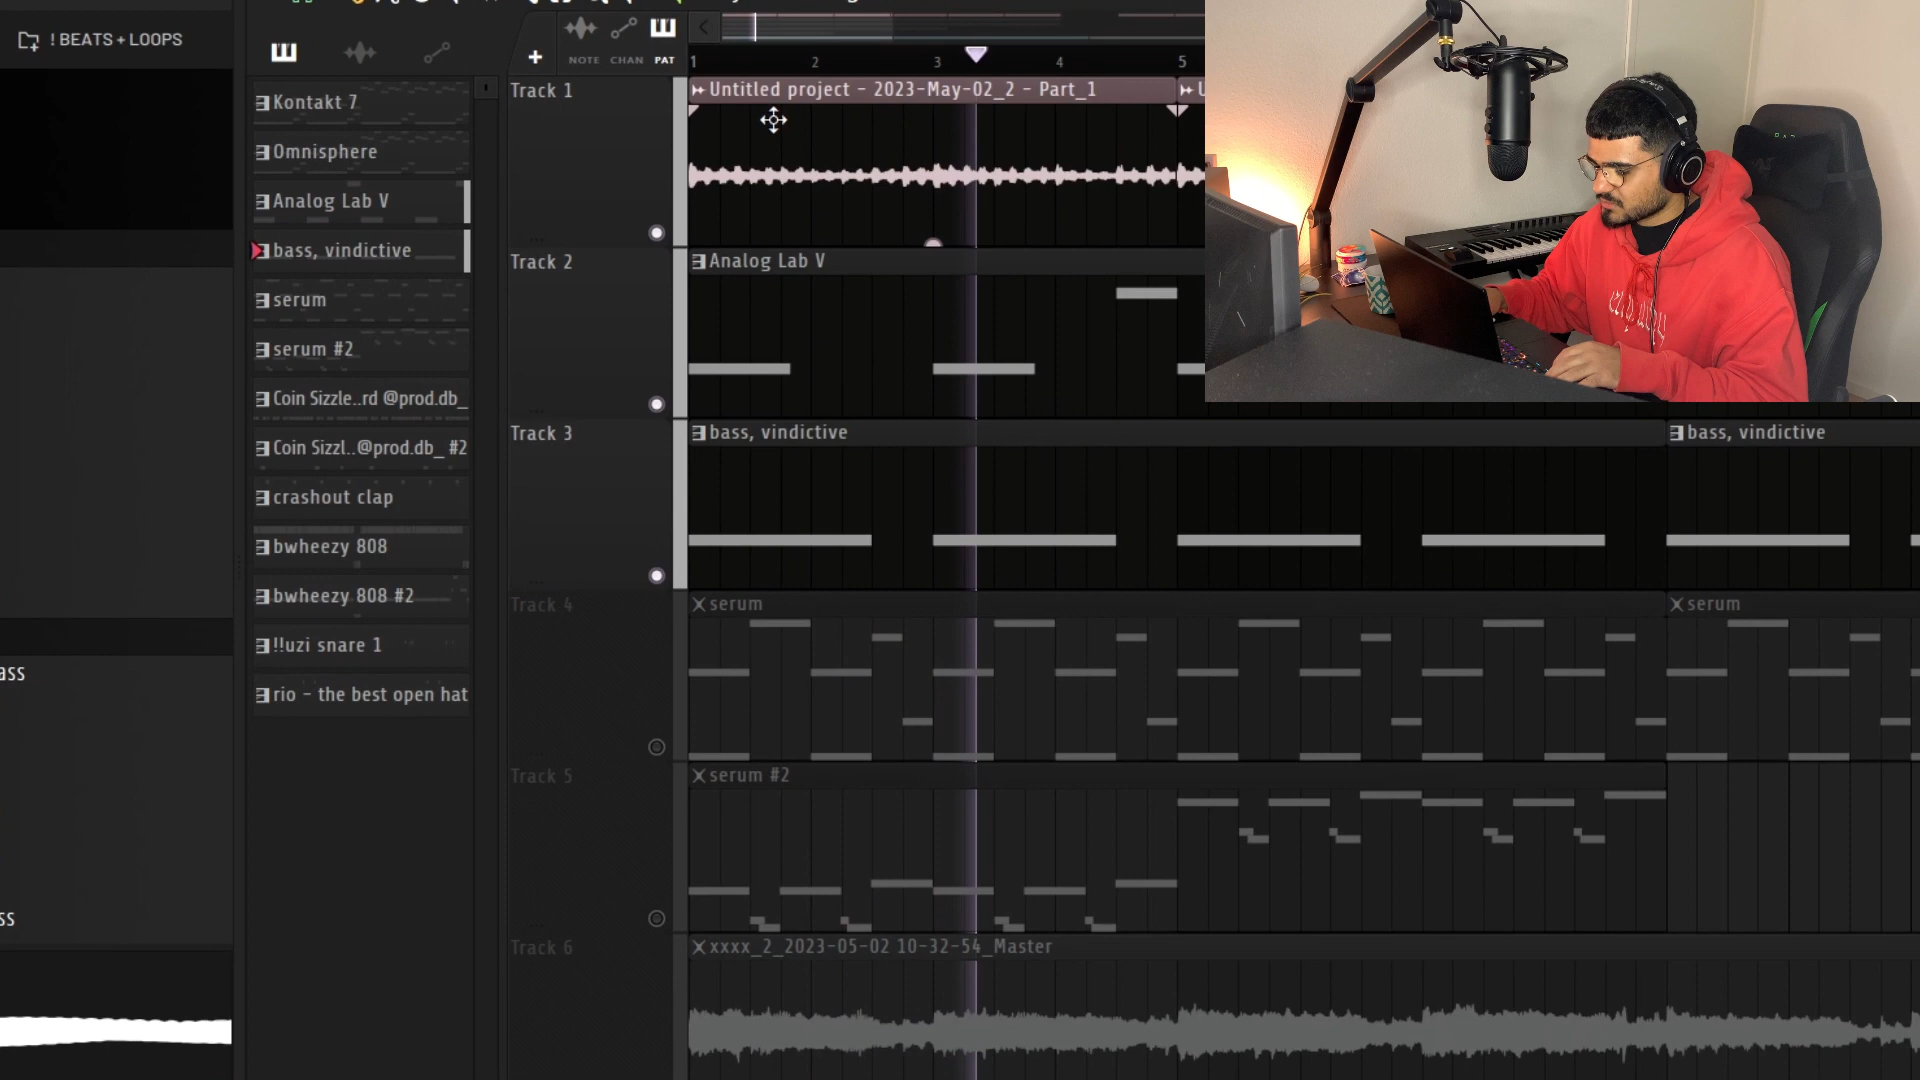 ! BEATS + LOOPS
ass
ss
Kontakt 7
Omnisphere
Analog Lab V
bass, vindictive
serum
serum #2
Coin Sizzle..rd @prod.db_
Coin Sizzl..@prod.db_ #2
crashout clap
bwheezy 808
bwheezy 808 #2
!!uzi snare 1
rio - the best open hat
NOTE CHAN PAT
1 2 3 4 5
Track 1
Untitled project - 2023-May-02_2 - Part_1
Track 2
Analog Lab V
Track 3
bass, vindictive
bass, vindictive
Track 4
serum
serum
Track 5
serum #2
Track 6
xxxx_2_2023-05-02 10-32-54_Master